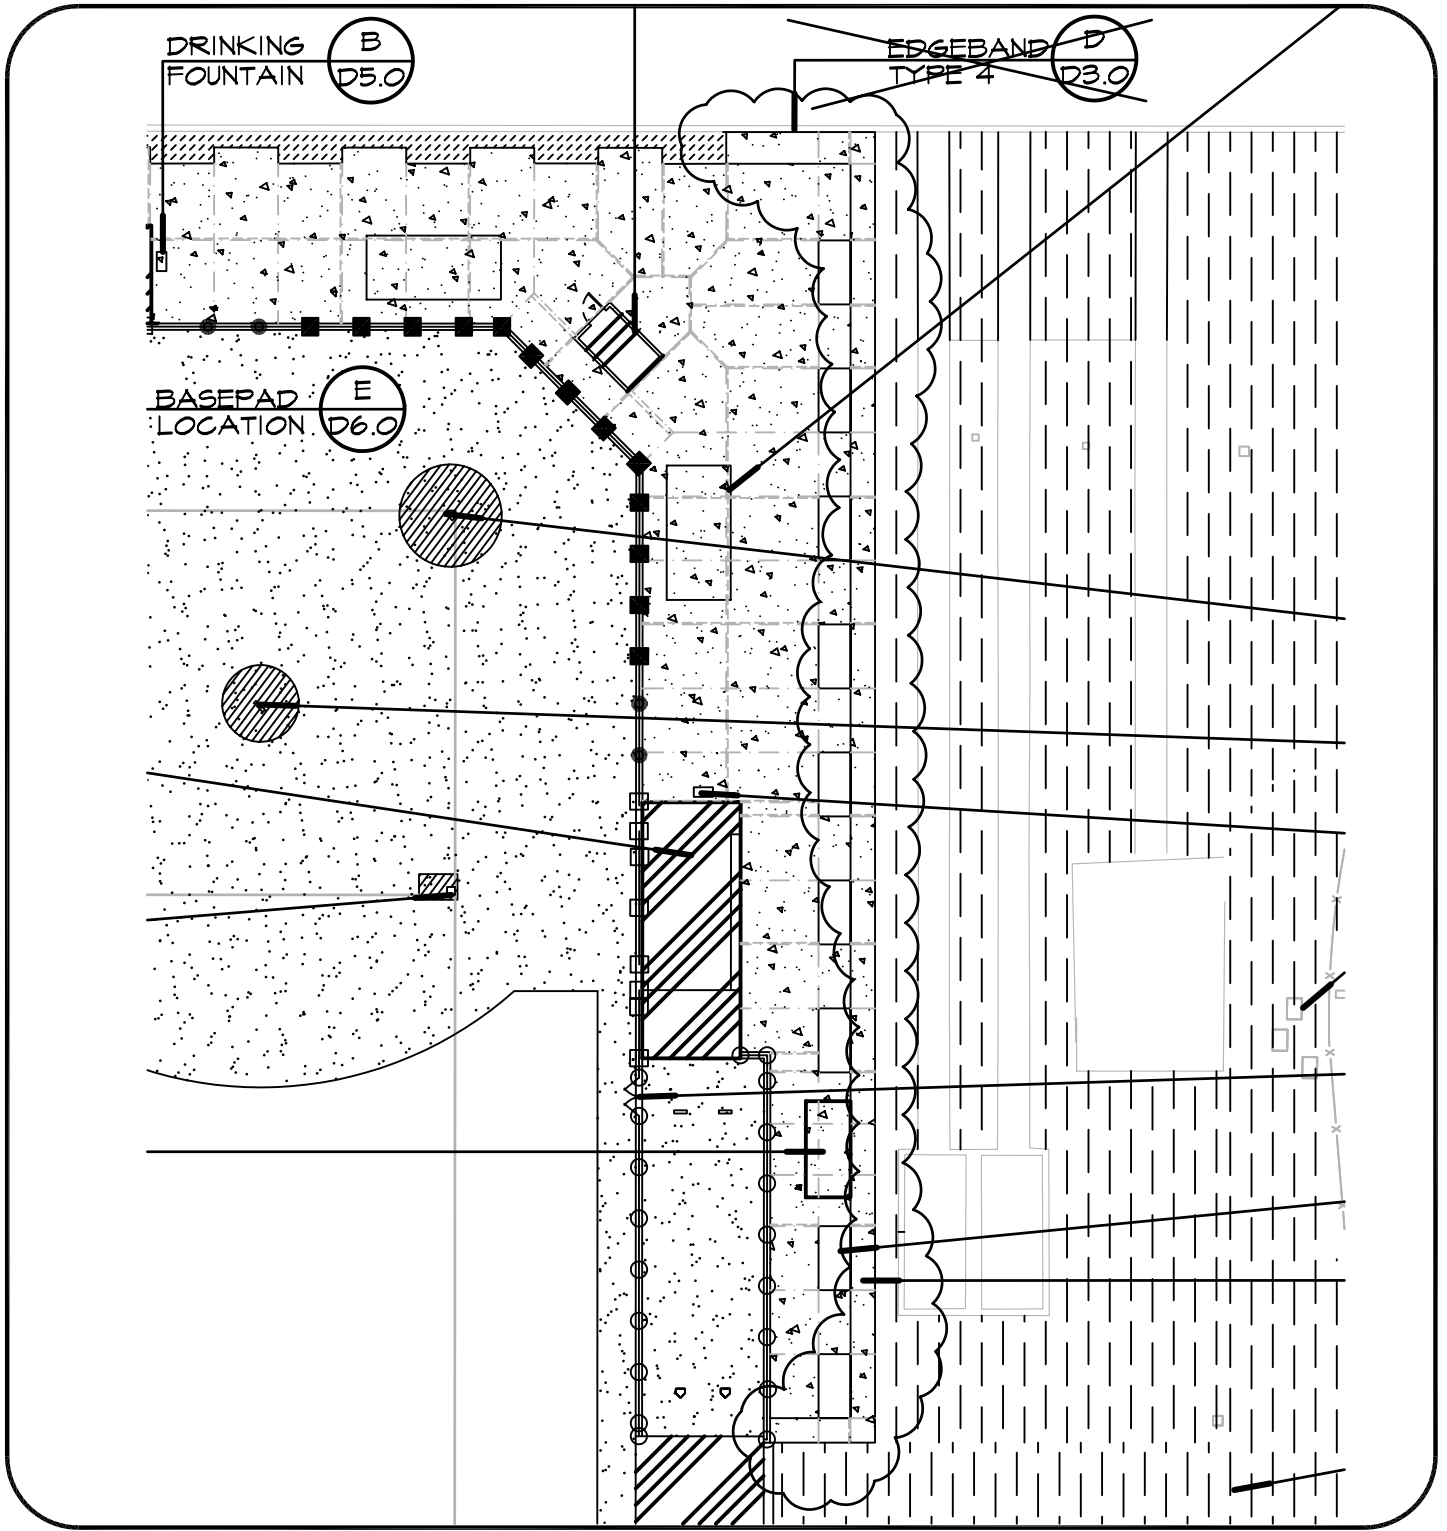 DRINKING
FOUNTAIN
B
D5.0
EDGEBAND
TYPE 4
D
D3.0
BASEPAD
LOCATION
E
D6.0